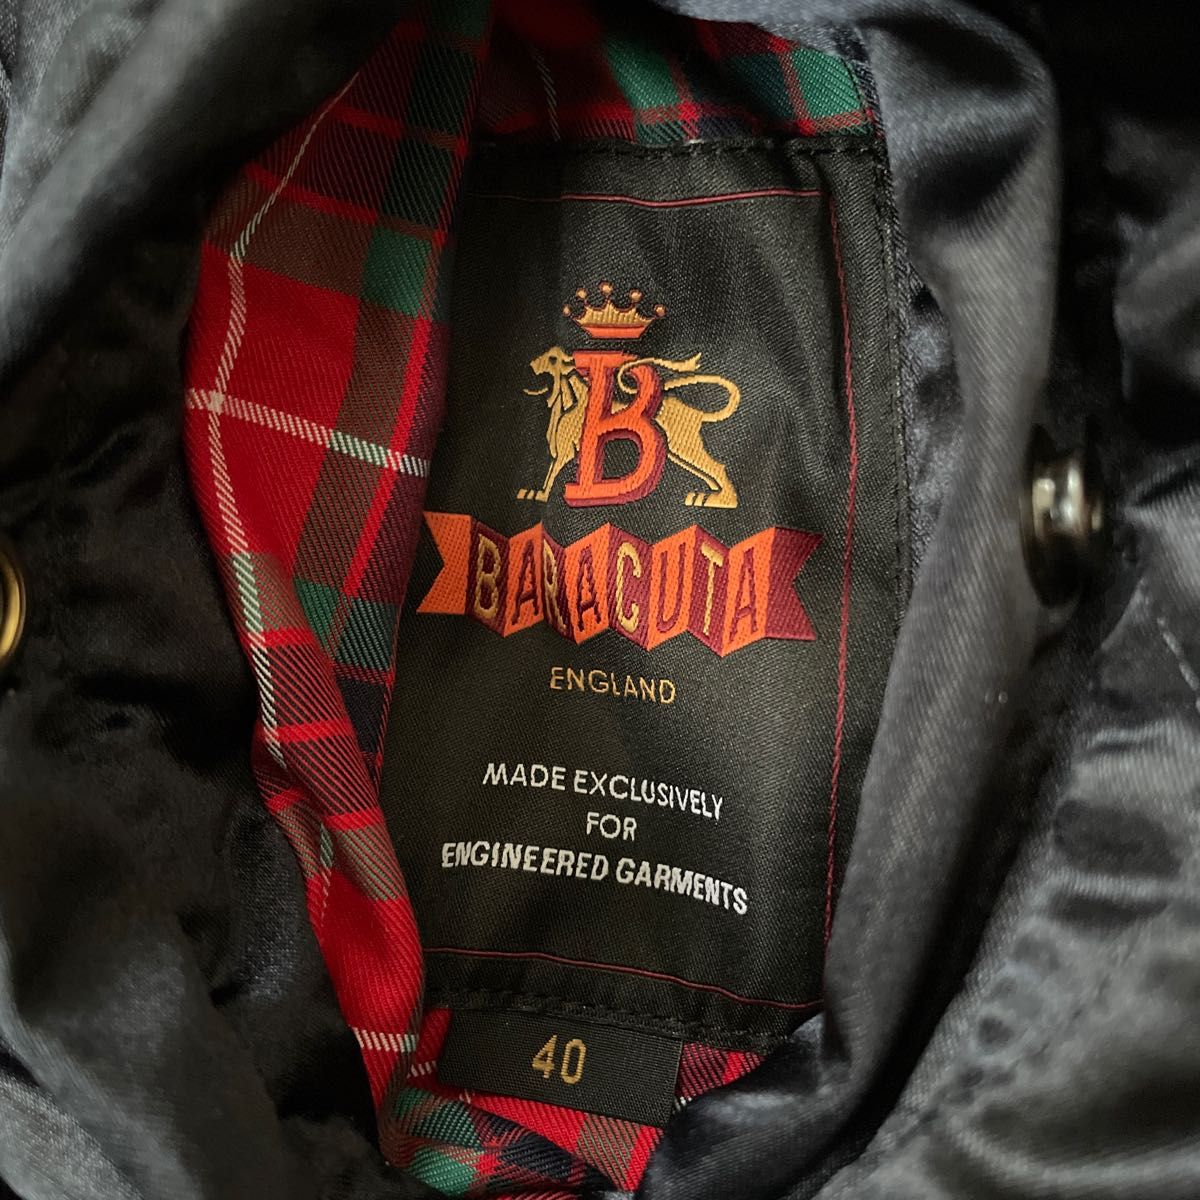 B
BARACUTA
ENGLAND
MADE EXCLUSIVELY
FOR
ENGINEERED GARMENTS
40